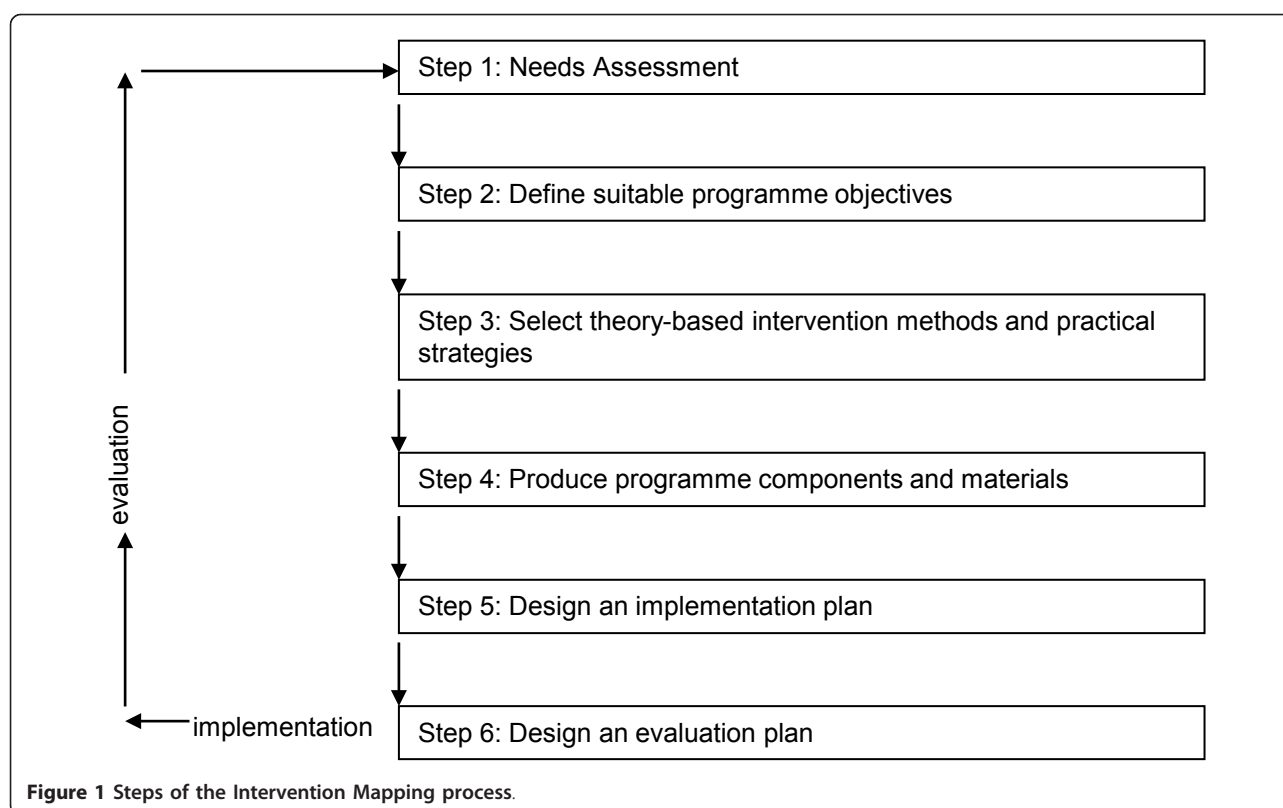 Step 1: Needs Assessment
Step 2: Define suitable programme objectives
Step 3: Select theory-based intervention methods and practical
strategies
Step 4: Produce programme components and materials
Step 5: Design an implementation plan
Step 6: Design an evaluation plan
implementation
evaluation
Figure 1 Steps of the Intervention Mapping process.